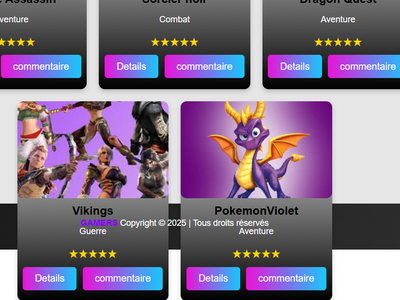 Assassin
Sorcier noir
Dragon Quest
Aventure
Combat
Aventure
commentaire
Details
commentaire
Details
commentaire
Vikings
PokemonViolet
GAMERS Copyright © 2025 | Tous droits réservés
Guerre
Aventure
Details
commentaire
Details
commentaire